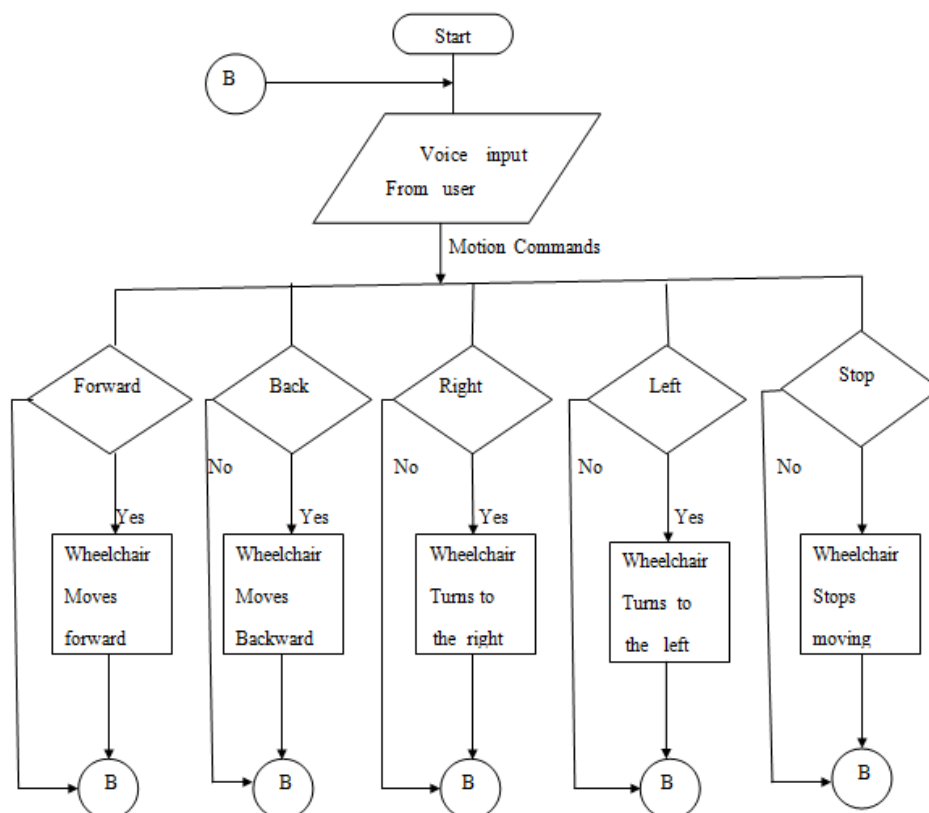 Start
B
Voice input
From user
Motion Commands
Forward
Back
Right
Left
Stop
No
No
No
No
Yes
Yes
Yes
Yes
Wheelchair
Moves
forward
Wheelchair
Moves
Backward
Wheelchair
Turns to
the right
Wheelchair
Turns to
the left
Wheelchair
Stops
moving
B
B
B
B
B